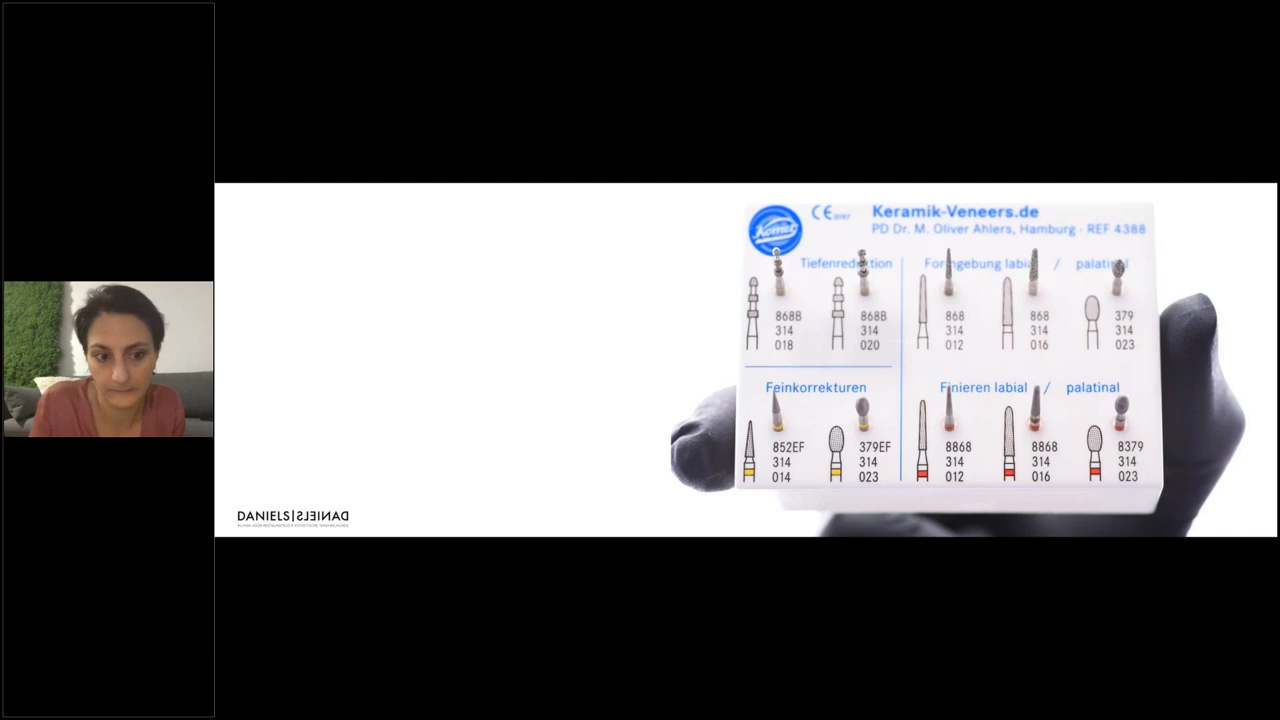 Komet
CE
Keramik-Veneers.de
PD Dr. M. Oliver Ahlers, Hamburg · REF 4388
Tiefenreduktion
Formgebung labial / palatinal
868B 314 018
868B 314 020
868 314 012
868 314 016
379 314 023
Feinkorrekturen
Finieren labial / palatinal
852EF 314 014
379EF 314 023
8868 314 012
8868 314 016
8379 314 023
DANIELS|DANIELS